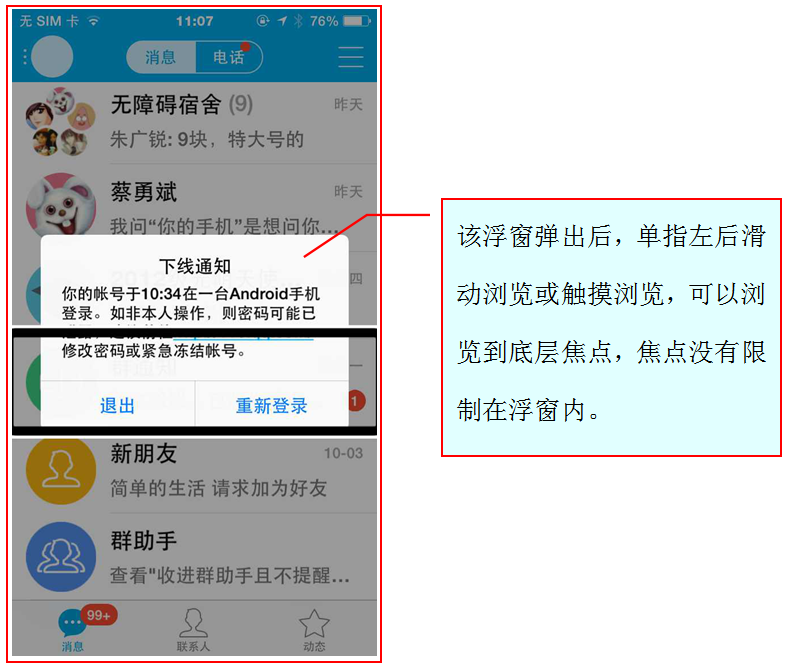 无 SIM 卡 11:07 76%
消息 电话
无障碍宿舍 (9) 昨天
朱广锐: 9块，特大号的
蔡勇斌 昨天
我问“你的手机”是想问你...
下线通知
你的帐号于10:34在一台Android手机
登录。如非本人操作，则密码可能已
修改密码或紧急冻结帐号。
退出 重新登录
1
新朋友 10-03
简单的生活 请求加为好友
群助手
查看"收进群助手且不提醒...
99+
消息 联系人 动态
该浮窗弹出后，单指左后滑
动浏览或触摸浏览，可以浏
览到底层焦点，焦点没有限
制在浮窗内。